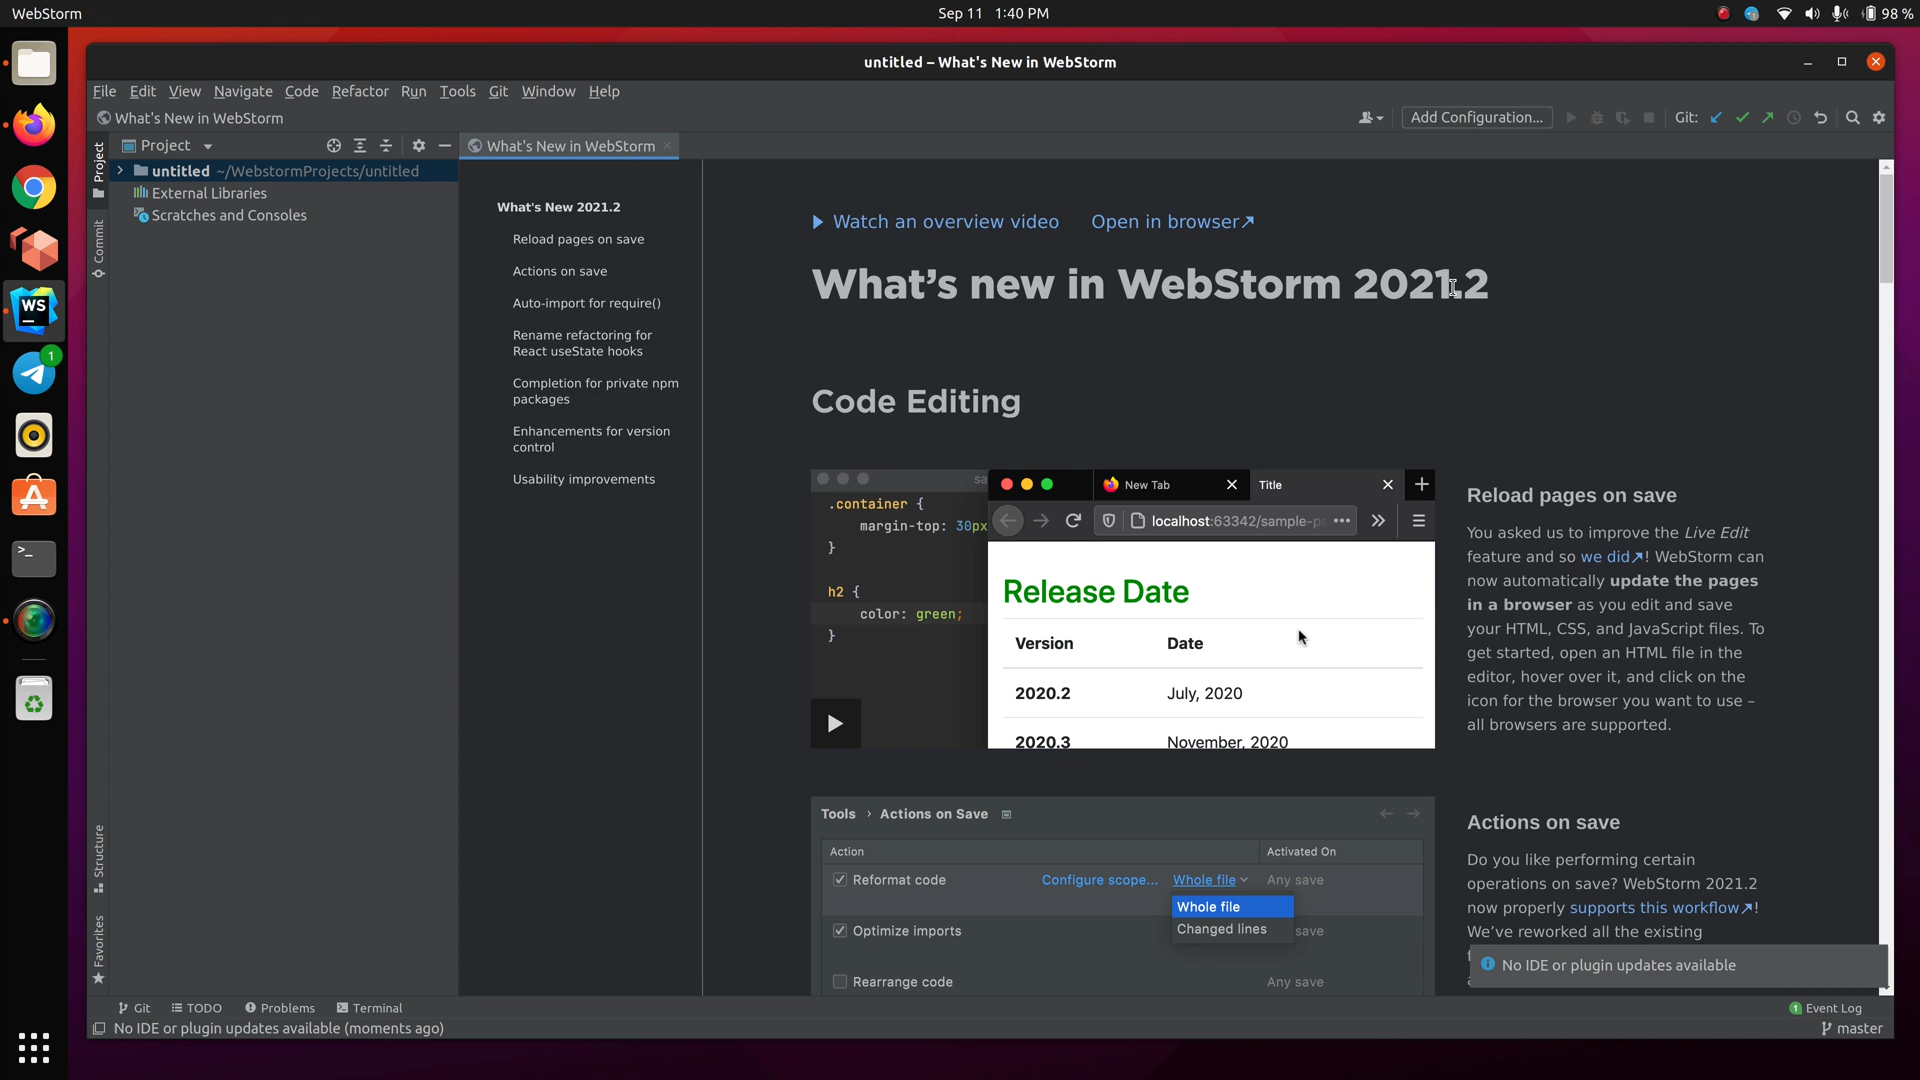 WebStorm
Sep 11 1:40 PM
98 %
untitled – What's New in WebStorm
File Edit View Navigate Code Refactor Run Tools Git Window Help
What's New in WebStorm
Add Configuration...
Git:
Project
What's New in WebStorm
Project
Commit
Structure
Favorites
untitled ~/WebstormProjects/untitled
External Libraries
Scratches and Consoles
What's New 2021.2
Reload pages on save
Actions on save
Auto-import for require()
Rename refactoring for
React useState hooks
Completion for private npm
packages
Enhancements for version
control
Usability improvements
Watch an overview video
Open in browser↗
What’s new in WebStorm 2021.2
Code Editing
.container {
margin-top: 30px
}
h2 {
color: green;
}
New Tab
Title
localhost:63342/sample-p
Release Date
Version Date
2020.2 July, 2020
2020.3 November, 2020
Reload pages on save
You asked us to improve the Live Edit
feature and so we did↗! WebStorm can
now automatically update the pages
in a browser as you edit and save
your HTML, CSS, and JavaScript files. To
get started, open an HTML file in the
editor, hover over it, and click on the
icon for the browser you want to use –
all browsers are supported.
Tools › Actions on Save
Action Activated On
Reformat code Configure scope... Whole file Any save
Whole file
Changed lines
Optimize imports save
Rearrange code Any save
Actions on save
Do you like performing certain
operations on save? WebStorm 2021.2
now properly supports this workflow↗!
We’ve reworked all the existing
No IDE or plugin updates available
Git TODO Problems Terminal
1 Event Log
No IDE or plugin updates available (moments ago)
master
WS
1
>_